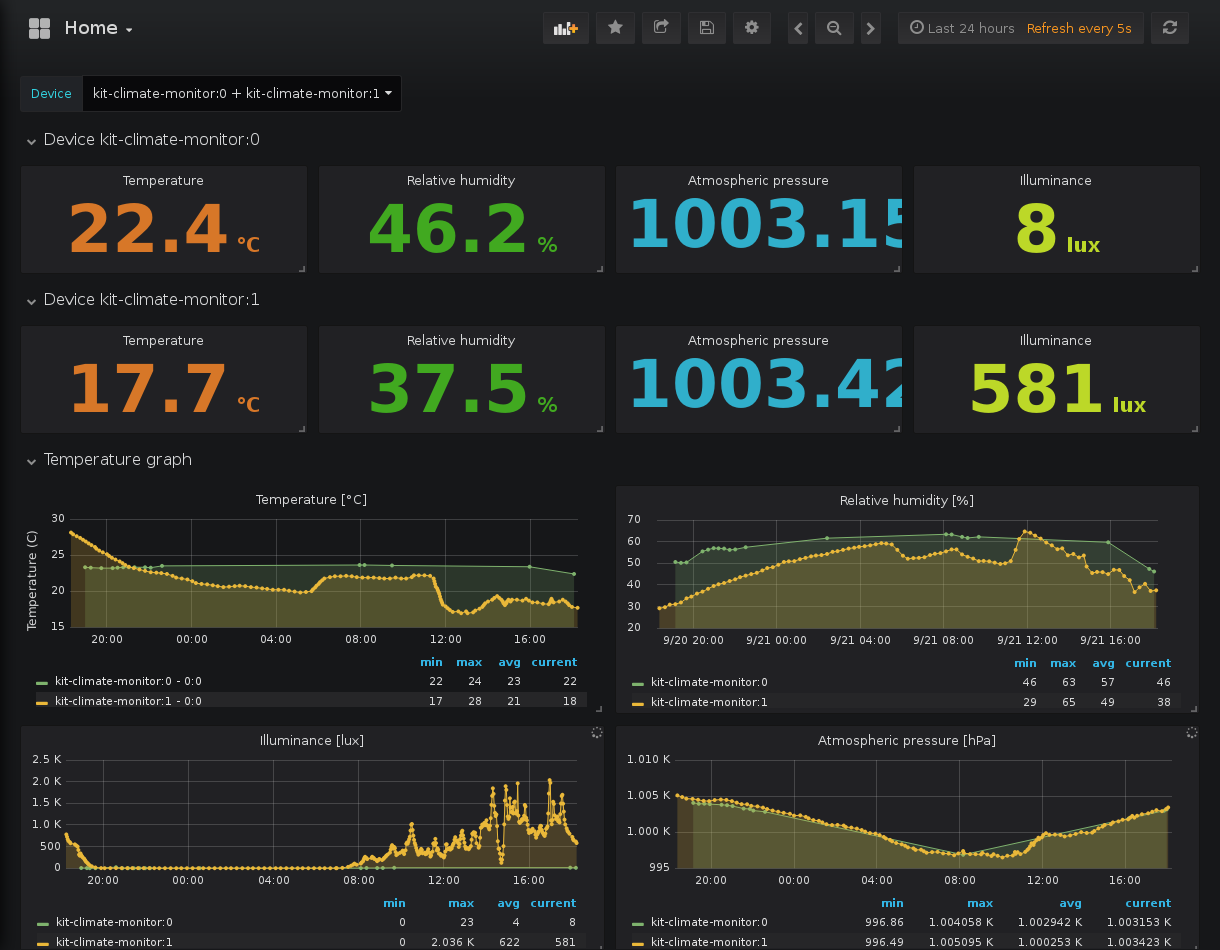 Home
Last 24 hours Refresh every 5s
Device kit-climate-monitor:0 + kit-climate-monitor:1
Device kit-climate-monitor:0
Temperature Relative humidity Atmospheric pressure Illuminance
22.4 °C 46.2 % 1003.15 8 lux
Device kit-climate-monitor:1
Temperature Relative humidity Atmospheric pressure Illuminance
17.7 °C 37.5 % 1003.42 581 lux
Temperature graph
Temperature [°C]
Temperature (C)
30
25
20
15
20:00 00:00 04:00 08:00 12:00 16:00
min max avg current
kit-climate-monitor:0 - 0:0 22 24 23 22
kit-climate-monitor:1 - 0:0 17 28 21 18
Relative humidity [%]
70
60
50
40
30
20
9/20 20:00 9/21 00:00 9/21 04:00 9/21 08:00 9/21 12:00 9/21 16:00
min max avg current
kit-climate-monitor:0 46 63 57 46
kit-climate-monitor:1 29 65 49 38
Illuminance [lux]
2.5 K
2.0 K
1.5 K
1.0 K
500
0
20:00 00:00 04:00 08:00 12:00 16:00
min max avg current
kit-climate-monitor:0 0 23 4 8
kit-climate-monitor:1 0 2.036 K 622 581
Atmospheric pressure [hPa]
1.010 K
1.005 K
1.000 K
995
20:00 00:00 04:00 08:00 12:00 16:00
min max avg current
kit-climate-monitor:0 996.86 1.004058 K 1.002942 K 1.003153 K
kit-climate-monitor:1 996.49 1.005095 K 1.000253 K 1.003423 K